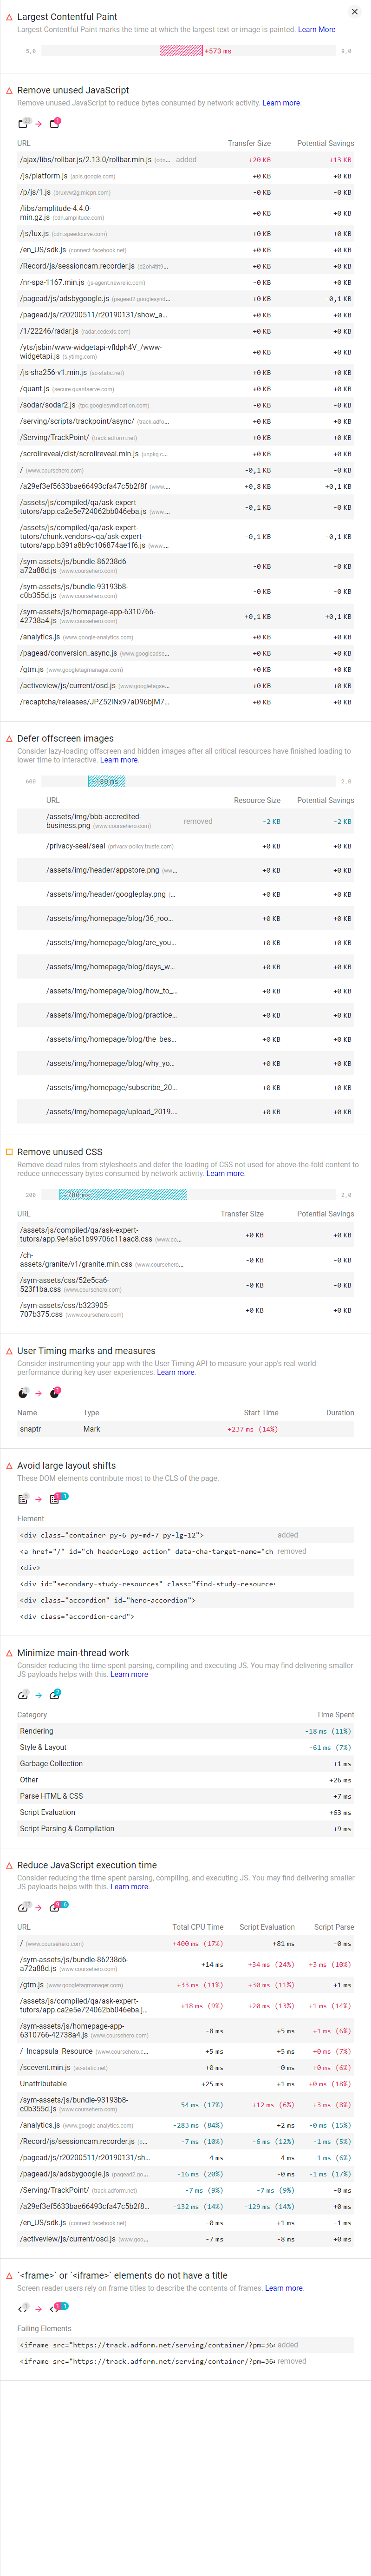 Largest Contentful Paint
Largest Contentful Paint marks the time at which the largest text or image is painted. Learn More
5,0 +573 ms 9,0
Remove unused JavaScript
Remove unused JavaScript to reduce bytes consumed by network activity. Learn more.
URL Transfer Size Potential Savings
/ajax/libs/rollbar.js/2.13.0/rollbar.min.js (cdn... added +20 KB +13 KB
/js/platform.js (apis.google.com) +0 KB +0 KB
/p/js/1.js (bruxvw2g.micpn.com) -0 KB -0 KB
/libs/amplitude-4.4.0-
min.gz.js (cdn.amplitude.com) +0 KB +0 KB
/js/lux.js (cdn.speedcurve.com) +0 KB +0 KB
/en_US/sdk.js (connect.facebook.net) +0 KB +0 KB
/Record/js/sessioncam.recorder.js +0 KB +0 KB
/nr-spa-1167.min.js (js-agent.newrelic.com) -0 KB -0 KB
/pagead/js/adsbygoogle.js (pagead2.googlesynd... +0 KB -0,1 KB
/pagead/js/r20200511/r20190131/show_a... +0 KB +0 KB
/1/22246/radar.js (radar.cedexis.com) +0 KB +0 KB
/yts/jsbin/www-widgetapi-vfldph4V_/www-
widgetapi.js (s.ytimg.com) +0 KB +0 KB
/js-sha256-v1.min.js (sc-static.net) +0 KB +0 KB
/quant.js (secure.quantserve.com) +0 KB +0 KB
/sodar/sodar2.js (tpc.googlesyndication.com) -0 KB -0 KB
/serving/scripts/trackpoint/async/ (track.adfo... +0 KB +0 KB
/Serving/TrackPoint/ (track.adform.net) +0 KB +0 KB
/scrollreveal/dist/scrollreveal.min.js (unpkg.c... +0 KB +0 KB
/ (www.coursehero.com) -0,1 KB -0 KB
/a29ef3ef5633bae66493cfa47c5b2f8f (www.... +0,8 KB +0,1 KB
/assets/js/compiled/qa/ask-expert-
tutors/app.ca2e5e724062bb046eba.js (www.... -0,1 KB -0 KB
/assets/js/compiled/qa/ask-expert-
tutors/chunk.vendors~qa/ask-expert-
tutors/app.b391a8b9c106874ae1f6.js (www.... -0,1 KB -0,1 KB
/sym-assets/js/bundle-86238d6-
a72a88d.js (www.coursehero.com) -0 KB -0 KB
/sym-assets/js/bundle-93193b8-
c0b355d.js (www.coursehero.com) -0 KB -0 KB
/sym-assets/js/homepage-app-6310766-
42738a4.js (www.coursehero.com) +0,1 KB +0,1 KB
/analytics.js (www.google-analytics.com) +0 KB +0 KB
/pagead/conversion_async.js (www.googleadse... +0 KB +0 KB
/gtm.js (www.googletagmanager.com) +0 KB +0 KB
/activeview/js/current/osd.js (www.googletagse... +0 KB +0 KB
/recaptcha/releases/JPZ52lNx97aD96bjM7... +0 KB +0 KB
Defer offscreen images
Consider lazy-loading offscreen and hidden images after all critical resources have finished loading to
lower time to interactive. Learn more.
600 -180 ms 2,0
URL Resource Size Potential Savings
/assets/img/bbb-accredited-
business.png (www.coursehero.com) removed -2 KB -2 KB
/privacy-seal/seal (privacy-policy.truste.com) +0 KB +0 KB
/assets/img/header/appstore.png (ww... +0 KB +0 KB
/assets/img/header/googleplay.png (... +0 KB +0 KB
/assets/img/homepage/blog/36_roo... +0 KB +0 KB
/assets/img/homepage/blog/are_you... +0 KB +0 KB
/assets/img/homepage/blog/days_w... +0 KB +0 KB
/assets/img/homepage/blog/how_to_... +0 KB +0 KB
/assets/img/homepage/blog/practice... +0 KB +0 KB
/assets/img/homepage/blog/the_bes... +0 KB +0 KB
/assets/img/homepage/blog/why_yo... +0 KB +0 KB
/assets/img/homepage/subscribe_20... +0 KB +0 KB
/assets/img/homepage/upload_2019.... +0 KB +0 KB
Remove unused CSS
Remove dead rules from stylesheets and defer the loading of CSS not used for above-the-fold content to
reduce unnecessary bytes consumed by network activity. Learn more.
200 -780 ms 2,0
URL Transfer Size Potential Savings
/assets/js/compiled/qa/ask-expert-
tutors/app.9e4a6c1b99706c11aac8.css (www.co... +0 KB +0 KB
/ch-
assets/granite/v1/granite.min.css (www.coursehero... -0 KB -0 KB
/sym-assets/css/52e5ca6-
523f1ba.css (www.coursehero.com) -0 KB -0 KB
/sym-assets/css/b323905-
707b375.css (www.coursehero.com) +0 KB +0 KB
User Timing marks and measures
Consider instrumenting your app with the User Timing API to measure your app's real-world
performance during key user experiences. Learn more.
Name Type Start Time Duration
snaptr Mark +237 ms (14%)
Avoid large layout shifts
These DOM elements contribute most to the CLS of the page.
Element
<div class="container py-6 py-md-7 py-lg-12"> added
<a href="/" id="ch_headerLogo_action" data-cha-target-name="ch_ removed
<div>
<div id="secondary-study-resources" class="find-study-resources
<div class="accordion" id="hero-accordion">
<div class="accordion-card">
Minimize main-thread work
Consider reducing the time spent parsing, compiling and executing JS. You may find delivering smaller
JS payloads helps with this. Learn more
Category Time Spent
Rendering -18 ms (11%)
Style & Layout -61 ms (7%)
Garbage Collection +1 ms
Other +26 ms
Parse HTML & CSS +7 ms
Script Evaluation +63 ms
Script Parsing & Compilation +9 ms
Reduce JavaScript execution time
Consider reducing the time spent parsing, compiling, and executing JS. You may find delivering smaller
JS payloads helps with this. Learn more.
URL Total CPU Time Script Evaluation Script Parse
/ (www.coursehero.com) +400 ms (17%) +81 ms -0 ms
/sym-assets/js/bundle-86238d6-
a72a88d.js (www.coursehero.com) +14 ms +34 ms (24%) +3 ms (10%)
/gtm.js (www.googletagmanager.com) +33 ms (11%) +30 ms (11%) +1 ms
/assets/js/compiled/qa/ask-expert-
tutors/app.ca2e5e724062bb046eba.j... +18 ms (9%) +20 ms (13%) +1 ms (14%)
/sym-assets/js/homepage-app-
6310766-42738a4.js (www.coursehero.com) -8 ms +5 ms +1 ms (6%)
/_Incapsula_Resource (www.coursehero.c... +5 ms +5 ms +0 ms (7%)
/scevent.min.js (sc-static.net) +0 ms -0 ms +0 ms (6%)
Unattributable +25 ms +1 ms +0 ms (18%)
/sym-assets/js/bundle-93193b8-
c0b355d.js (www.coursehero.com) -54 ms (17%) +12 ms (6%) +3 ms (8%)
/analytics.js (www.google-analytics.com) -283 ms (84%) +2 ms -0 ms (15%)
/Record/js/sessioncam.recorder.js (d... -7 ms (10%) -6 ms (12%) -1 ms (5%)
/pagead/js/r20200511/r20190131/sh... -4 ms -4 ms -1 ms (6%)
/pagead/js/adsbygoogle.js (pagead2.go... -16 ms (20%) -0 ms -1 ms (17%)
/Serving/TrackPoint/ (track.adform.net) -7 ms (9%) -7 ms (9%) -0 ms
/a29ef3ef5633bae66493cfa47c5b2f8... -132 ms (14%) -129 ms (14%) +0 ms
/en_US/sdk.js (connect.facebook.net) -0 ms +1 ms -1 ms
/activeview/js/current/osd.js (www.goo... -7 ms -8 ms +0 ms
`<frame>` or `<iframe>` elements do not have a title
Screen reader users rely on frame titles to describe the contents of frames. Learn more.
Failing Elements
<iframe src="https://track.adform.net/serving/container/?pm=36 added
<iframe src="https://track.adform.net/serving/container/?pm=36 removed